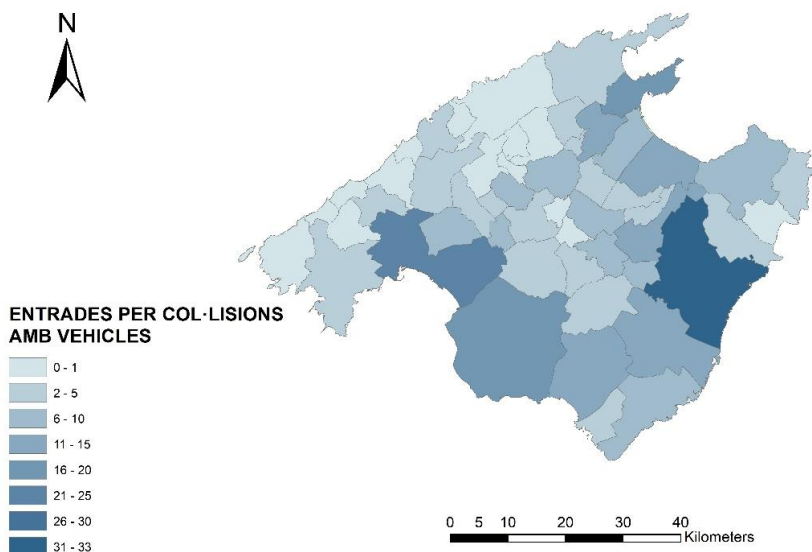 N
ENTRADES PER COL·LISIONS
AMB VEHICLES
0 - 1
2 - 5
6 - 10
11 - 15
16 - 20
21 - 25
26 - 30
31 - 33
0 5 10 20 30 40
Kilometers